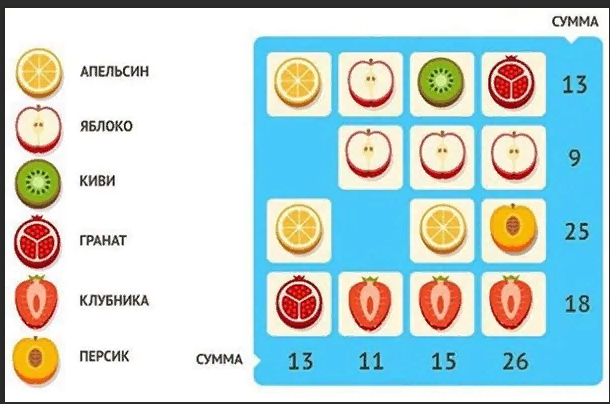 СУММА
АПЕЛЬСИН
13
ЯБЛОКО
9
КИВИ
ГРАНАТ
25
КЛУБНИКА
18
ПЕРСИК
СУММА 13 11 15 26